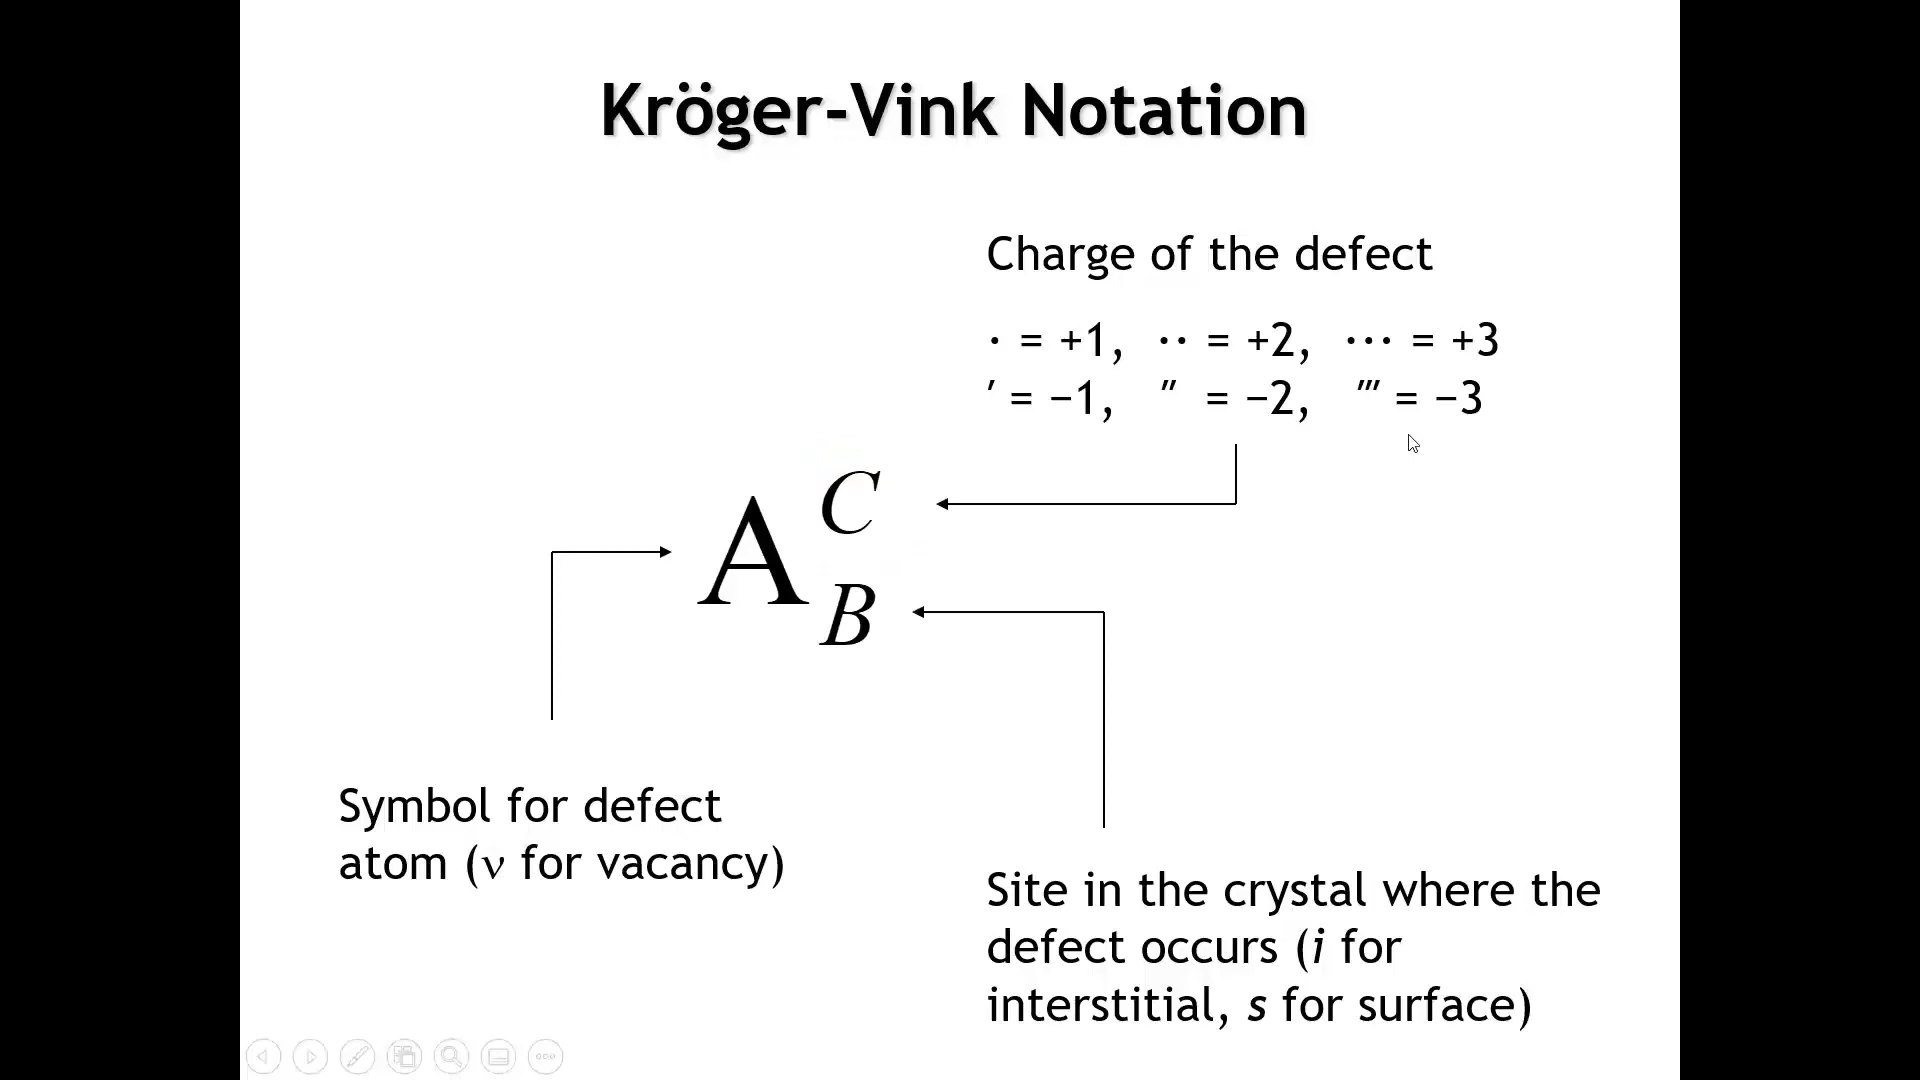 Kröger-Vink Notation
Charge of the defect
· = +1, ·· = +2, ··· = +3
′ = −1, ″ = −2, ‴ = −3
A
C
B
Symbol for defect
atom (ν for vacancy)
Site in the crystal where the
defect occurs (i for
interstitial, s for surface)